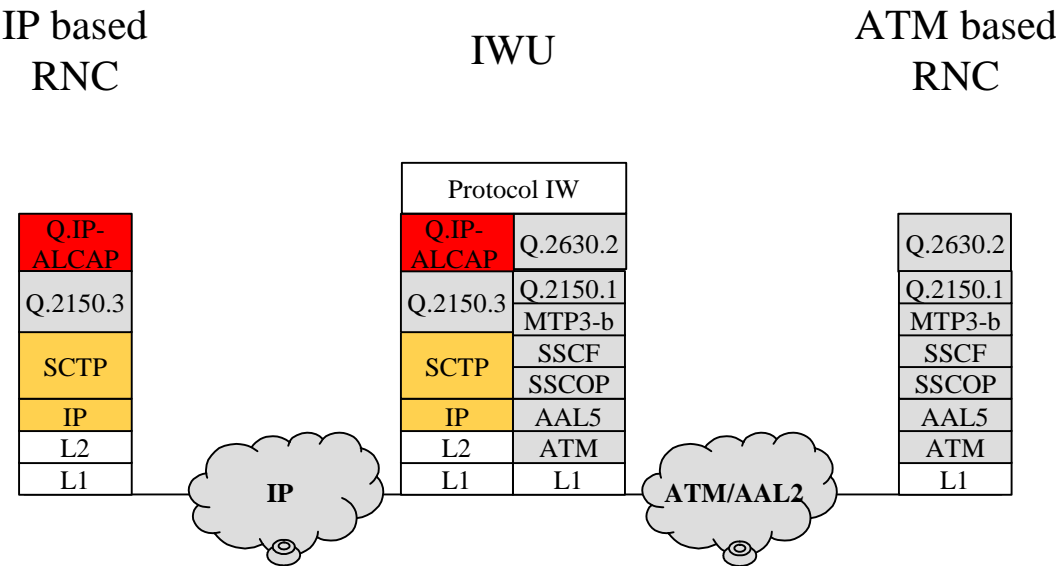 IP based
RNC
IWU
ATM based
RNC
Protocol IW
Q.IP-
ALCAP
Q.2150.3
SCTP
IP
L2
L1
IP
Q.IP-
ALCAP
Q.2150.3
SCTP
IP
L2
L1
Q.2630.2
Q.2150.1
MTP3-b
SSCF
SSCOP
AAL5
ATM
L1
ATM/AAL2
Q.2630.2
Q.2150.1
MTP3-b
SSCF
SSCOP
AAL5
ATM
L1